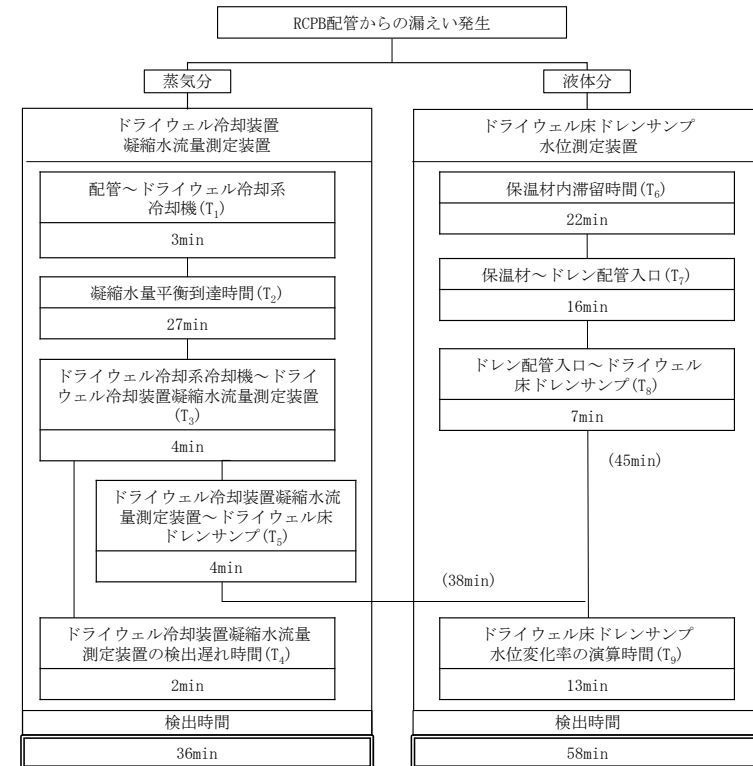 RCPB配管からの漏えい発生
蒸気分
ドライウェル冷却装置
凝縮水流量測定装置
配管～ドライウェル冷却系
冷却機(T₁)
3min
凝縮水量平衡到達時間(T₂)
27min
ドライウェル冷却系冷却機～ドライ
ウェル冷却装置凝縮水流量測定装置
(T₃)
4min
ドライウェル冷却装置凝縮水流
量測定装置～ドライウェル床
ドレンサンプ(T₅)
4min
(38min)
ドライウェル冷却装置凝縮水流量
測定装置の検出遅れ時間(T₄)
2min
検出時間
36min
液体分
ドライウェル床ドレンサンプ
水位測定装置
保温材内滞留時間(T₆)
22min
保温材～ドレン配管入口(T₇)
16min
ドレン配管入口～ドライウェル
床ドレンサンプ(T₈)
7min
(45min)
ドライウェル床ドレンサンプ
水位変化率の演算時間(T₉)
13min
検出時間
58min